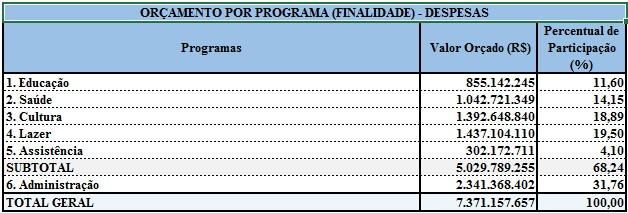 ORÇAMENTO POR PROGRAMA (FINALIDADE) - DESPESAS
Programas Valor Orçado (R$) Percentual de Participação (%)
1. Educação 855.142.245 11,60
2. Saúde 1.042.721.349 14,15
3. Cultura 1.392.648.840 18,89
4. Lazer 1.437.104.110 19,50
5. Assistência 302.172.711 4,10
SUBTOTAL 5.029.789.255 68,24
6. Administração 2.341.368.402 31,76
TOTAL GERAL 7.371.157.657 100,00